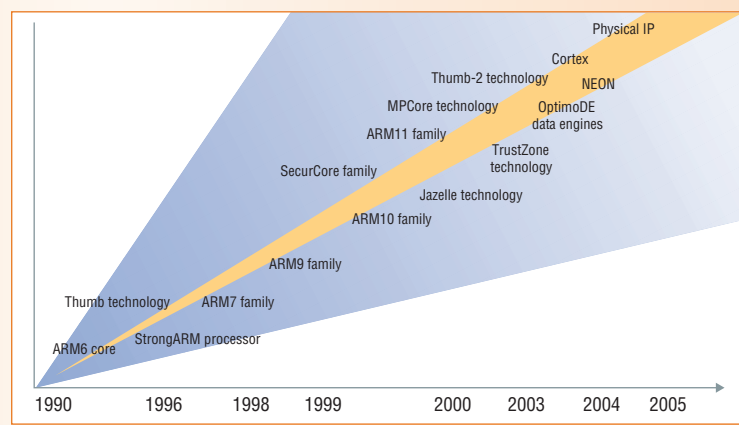 Physical IP
Cortex
Thumb-2 technology
NEON
MPCore technology
OptimoDE
data engines
ARM11 family
TrustZone
technology
SecurCore family
Jazelle technology
ARM10 family
ARM9 family
Thumb technology
ARM7 family
StrongARM processor
ARM6 core
1990 1996 1998 1999 2000 2003 2004 2005